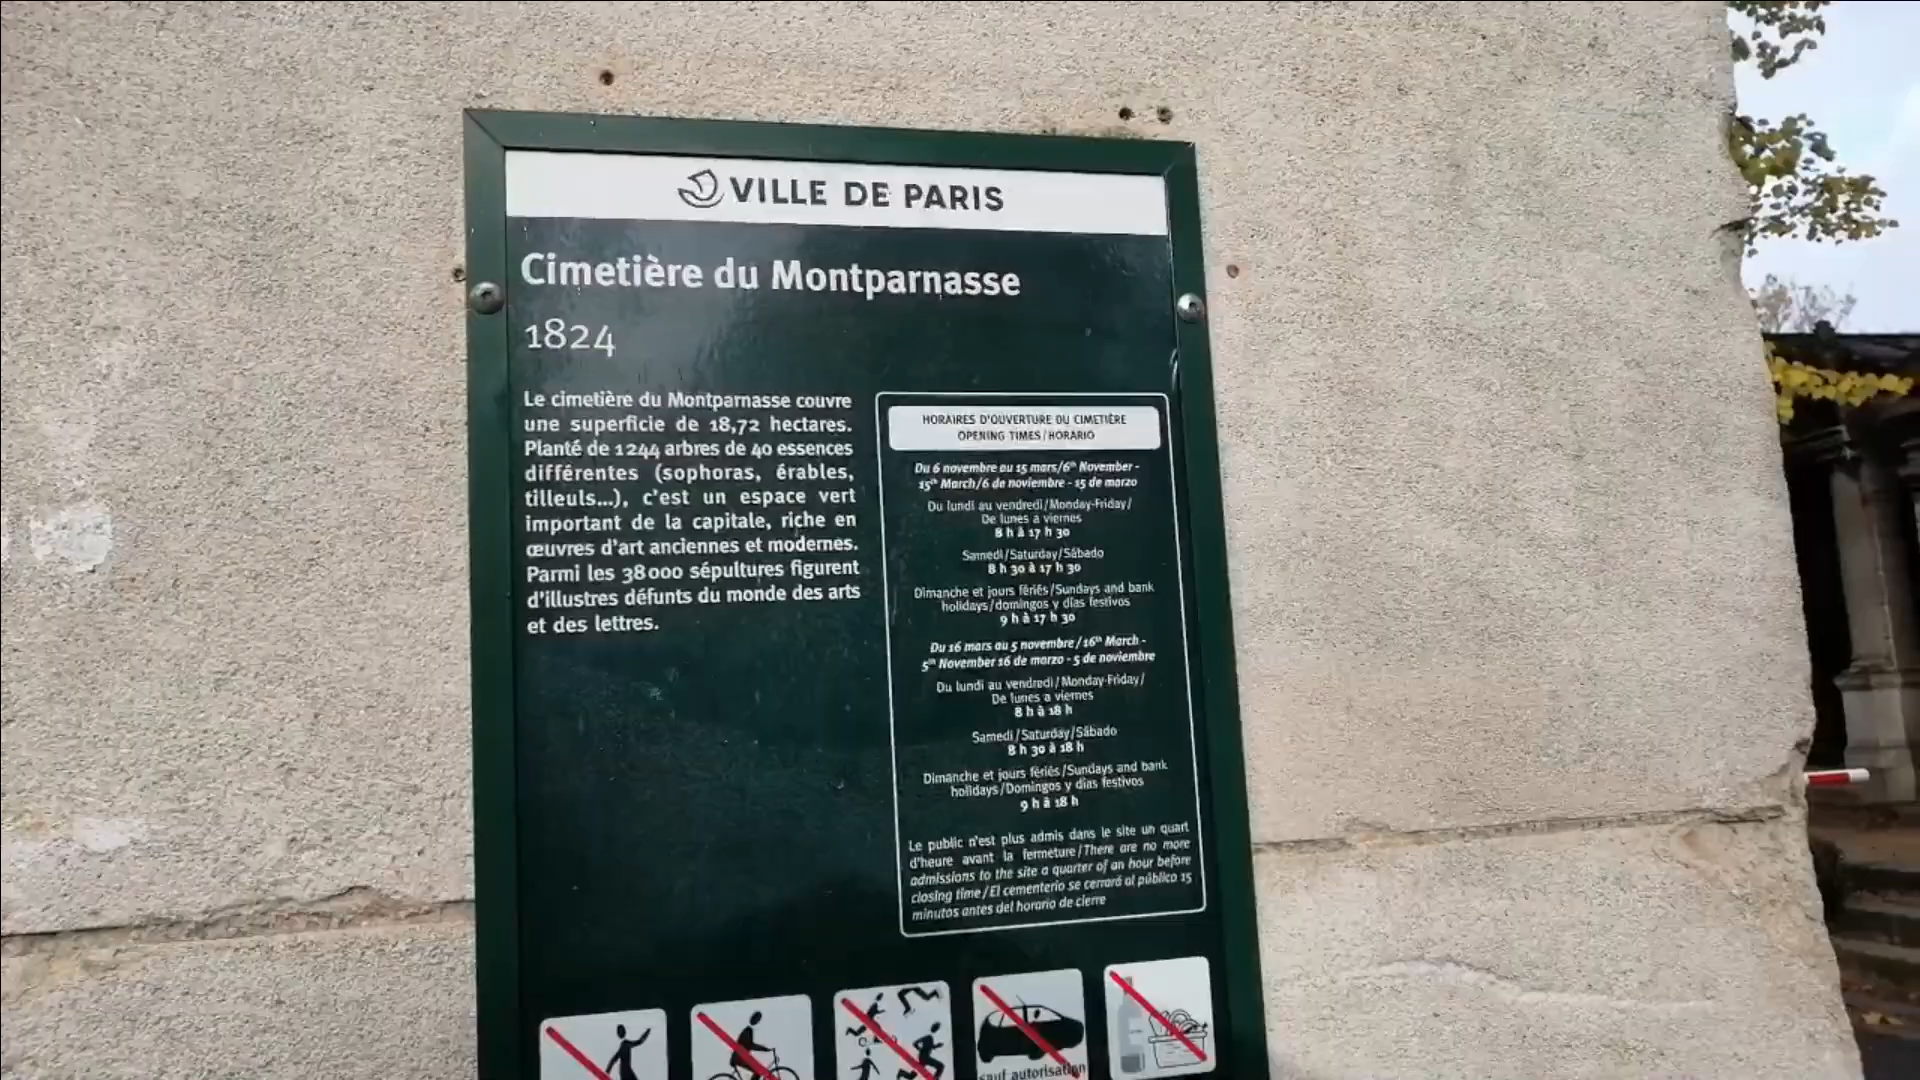 VILLE DE PARIS
Cimetière du Montparnasse
1824
Le cimetière du Montparnasse couvre
une superficie de 18,72 hectares.
Planté de 1244 arbres de 40 essences
différentes (sophoras, érables,
tilleuls...), c'est un espace vert
important de la capitale, riche en
œuvres d'art anciennes et modernes.
Parmi les 38000 sépultures figurent
d'illustres défunts du monde des arts
et des lettres.
HORAIRES D'OUVERTURE DU CIMETIÈRE
OPENING TIMES/HORARIO
Du 6 novembre au 15 mars/6th November -
15th March/6 de noviembre - 15 de marzo
Du lundi au vendredi/Monday-Friday/
De lunes a viernes
8 h à 17 h 30
Samedi/Saturday/Sábado
8 h 30 à 17 h 30
Dimanche et jours fériés/Sundays and bank
holidays/domingos y días festivos
9 h à 17 h 30
Du 16 mars au 5 novembre/16th March -
5th November 16 de marzo - 5 de noviembre
Du lundi au vendredi/Monday-Friday/
De lunes a viernes
8 h à 18 h
Samedi/Saturday/Sábado
8 h 30 à 18 h
Dimanche et jours fériés/Sundays and bank
holidays/Domingos y días festivos
9 h à 18 h
Le public n'est plus admis dans le site un quart
d'heure avant la fermeture/There are no more
admissions to the site a quarter of an hour before
closing time/El cementerio se cerrará al público 15
minutos antes del horario de cierre
sauf autorisation